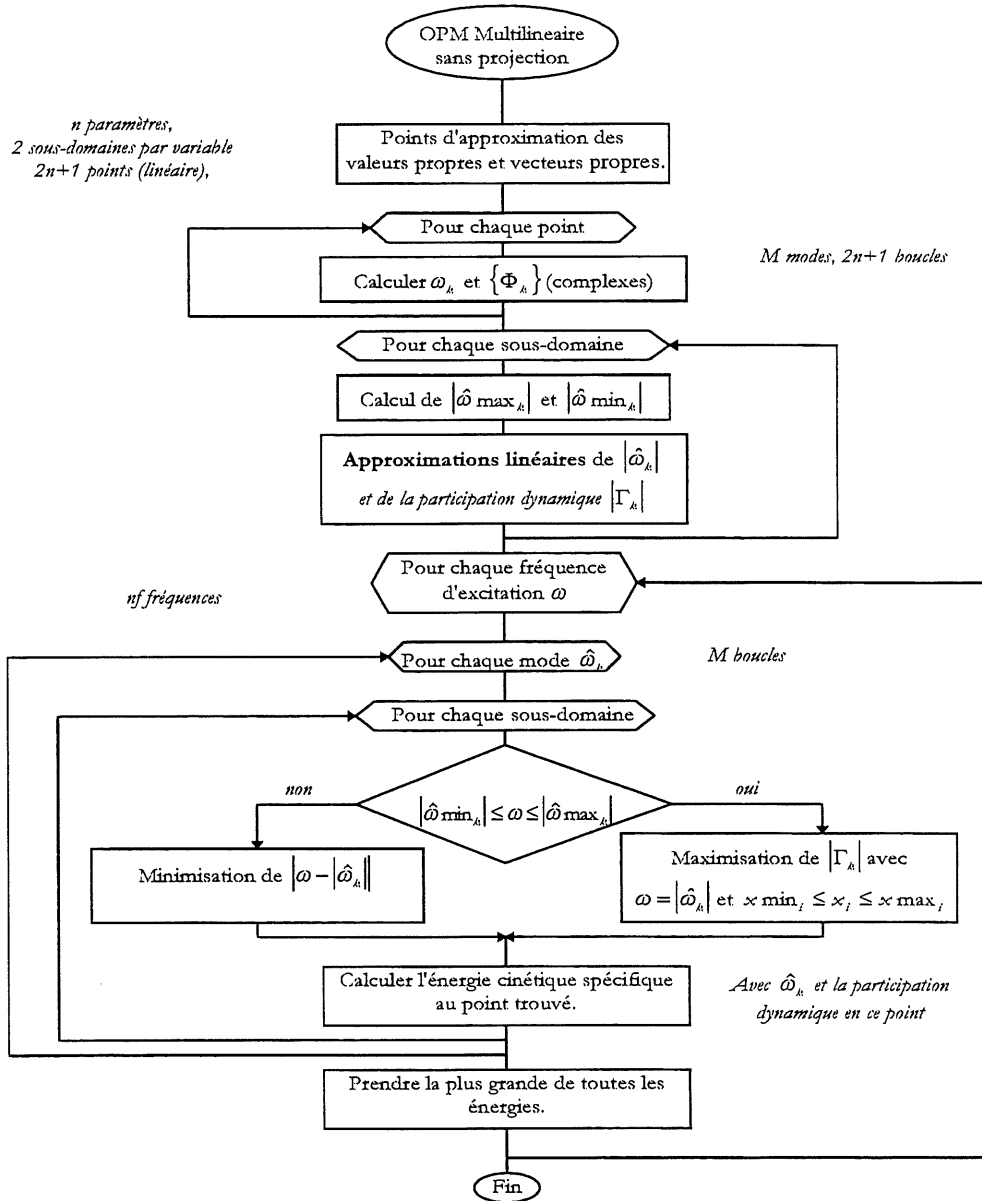 OPM Multilineaire
sans projection
n paramètres,
2 sous-domaines par variable
2n+1 points (linéaire),
Points d'approximation des
valeurs propres et vecteurs propres.
Pour chaque point
M modes, 2n+1 boucles
Calculer ω_k et {Φ_k} (complexes)
Pour chaque sous-domaine
Calcul de |ω̂ max_k| et |ω̂ min_k|
Approximations linéaires de |ω̂_k|
et de la participation dynamique |Γ_k|
Pour chaque fréquence
d'excitation ω
nf fréquences
Pour chaque mode ω̂_k
M boucles
Pour chaque sous-domaine
non
oui
|ω̂ min_k| ≤ ω ≤ |ω̂ max_k|
Minimisation de |ω − |ω̂_k||
Maximisation de |Γ_k| avec
ω = |ω̂_k| et x min_i ≤ x_i ≤ x max_i
Calculer l'énergie cinétique spécifique
au point trouvé.
Avec ω̂_k et la participation
dynamique en ce point
Prendre la plus grande de toutes les
énergies.
Fin